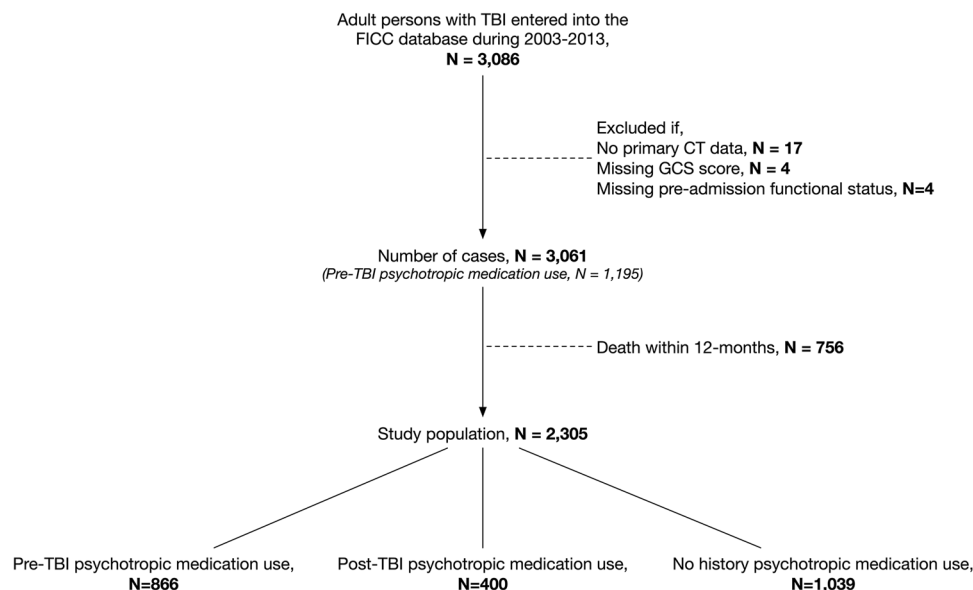 Adult persons with TBI entered into the
FICC database during 2003-2013,
N = 3,086
Excluded if,
No primary CT data, N = 17
Missing GCS score, N = 4
Missing pre-admission functional status, N=4
Number of cases, N = 3,061
(Pre-TBI psychotropic medication use, N = 1,195)
Death within 12-months, N = 756
Study population, N = 2,305
Pre-TBI psychotropic medication use,
N=866
Post-TBI psychotropic medication use,
N=400
No history psychotropic medication use,
N=1,039